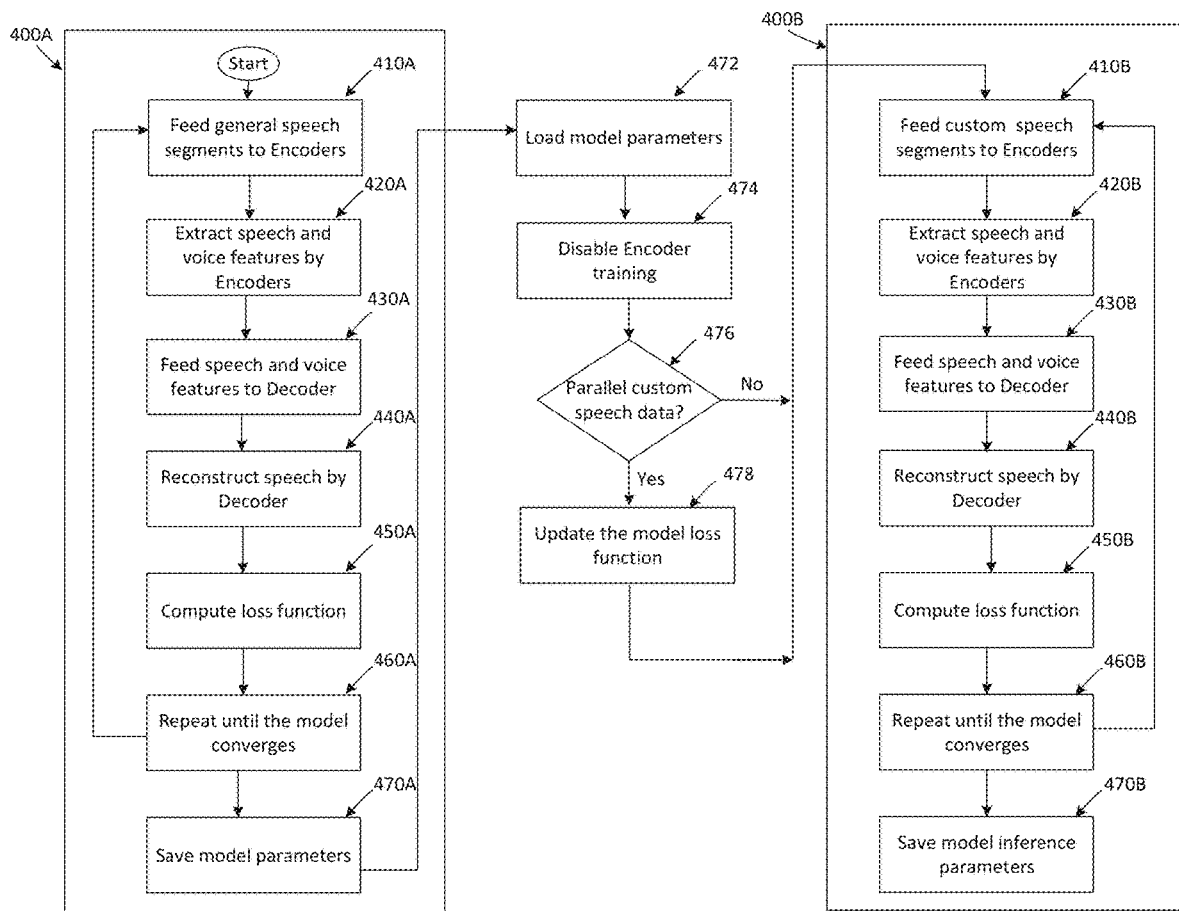 400A
Start
410A
Feed general speech
segments to Encoders
420A
Extract speech and
voice features by
Encoders
430A
Feed speech and voice
features to Decoder
440A
Reconstruct speech by
Decoder
450A
Compute loss function
460A
Repeat until the model
converges
470A
Save model parameters
472
Load model parameters
474
Disable Encoder
training
476
Parallel custom
speech data?
No
Yes
478
Update the model loss
function
400B
410B
Feed custom speech
segments to Encoders
420B
Extract speech and
voice features by
Encoders
430B
Feed speech and voice
features to Decoder
440B
Reconstruct speech by
Decoder
450B
Compute loss function
460B
Repeat until the model
converges
470B
Save model inference
parameters